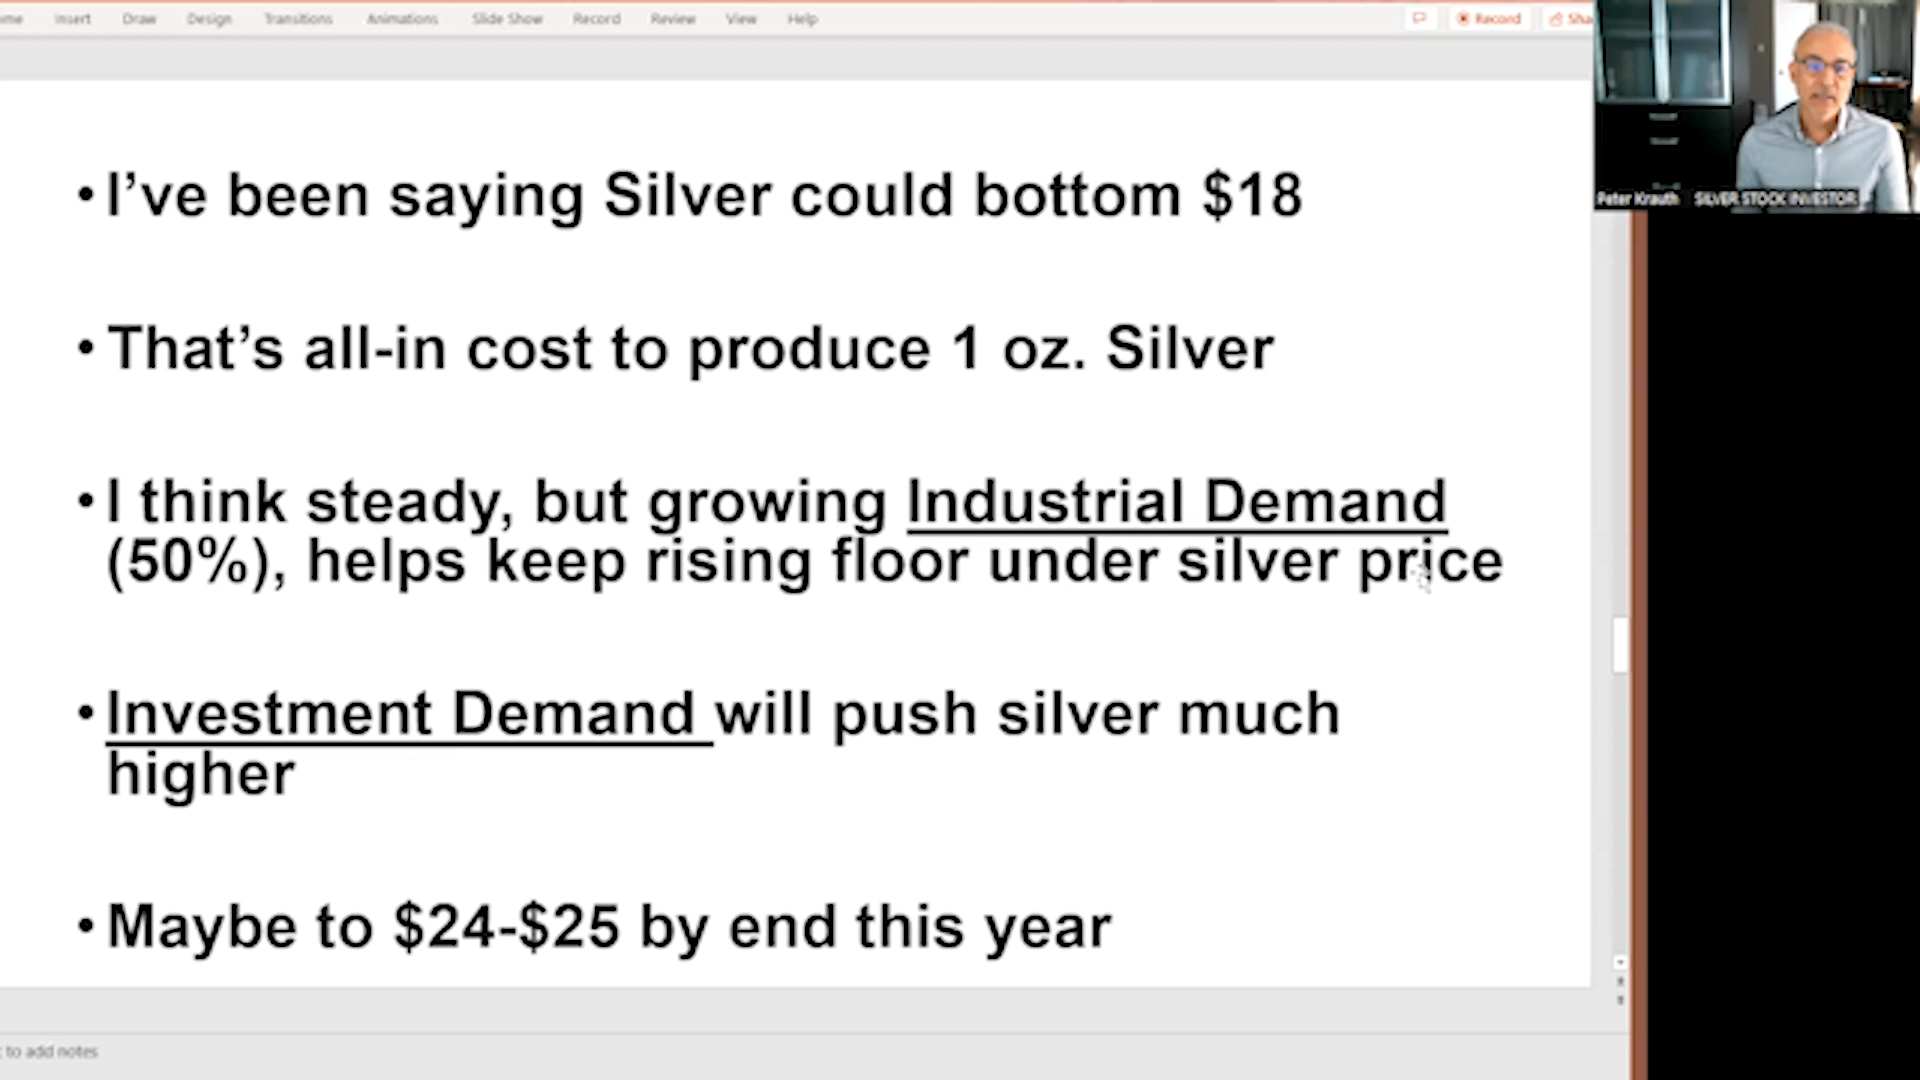 Insert Draw Design Transitions Animations Slide Show Record Review View Help Record
Peter Krauth SILVER STOCK INVESTOR
• I've been saying Silver could bottom $18
• That's all-in cost to produce 1 oz. Silver
• I think steady, but growing Industrial Demand
(50%), helps keep rising floor under silver price
• Investment Demand will push silver much
higher
• Maybe to $24-$25 by end this year
to add notes